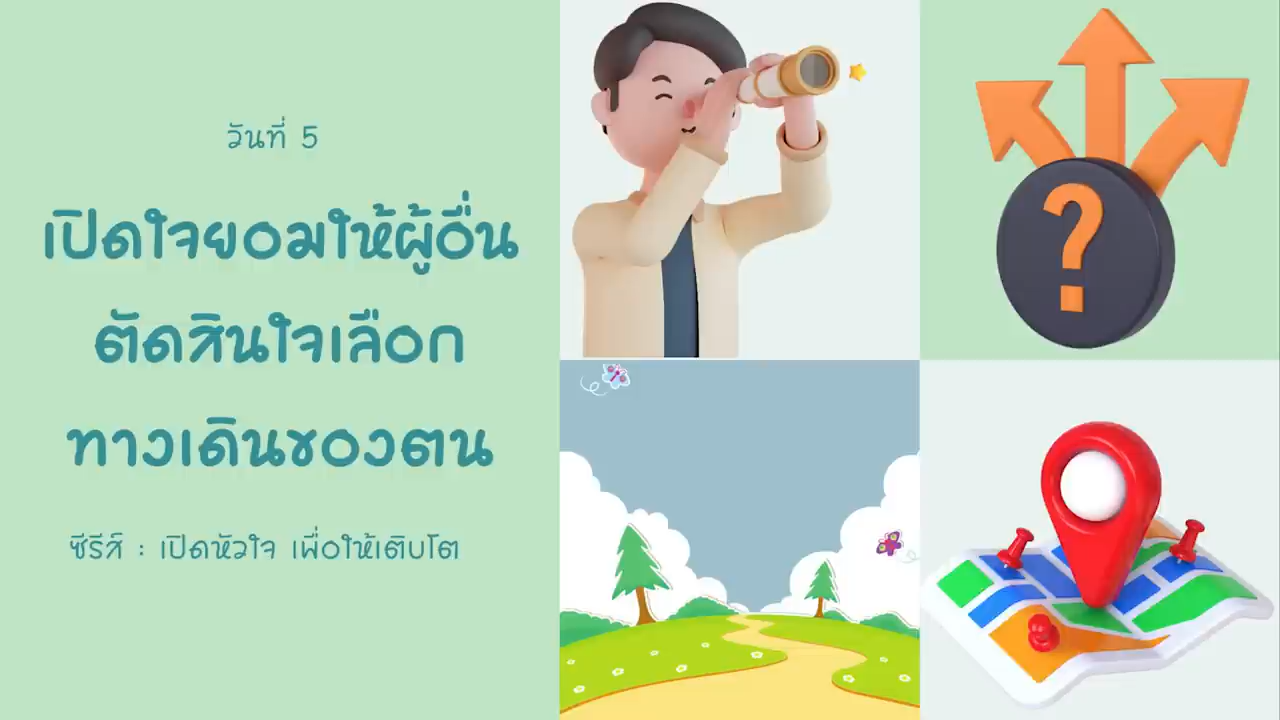 วันที่ 5
เปิดใจยอมให้ผู้อื่น
ตัดสินใจเลือก
ทางเดินของตน
ซีรีส์ : เปิดหัวใจ เพื่อให้เติบโต
?